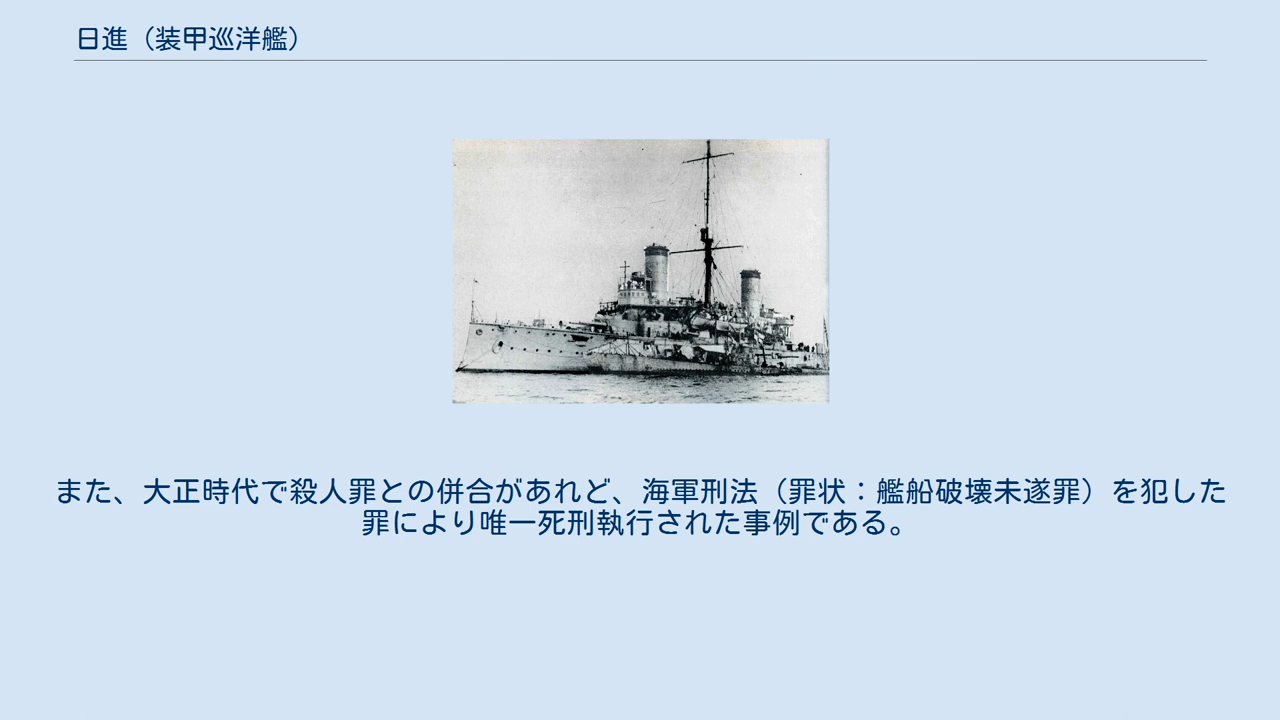 日進（装甲巡洋艦）
また、大正時代で殺人罪との併合があれど、海軍刑法（罪状：艦船破壊未遂罪）を犯した
罪により唯一死刑執行された事例である。